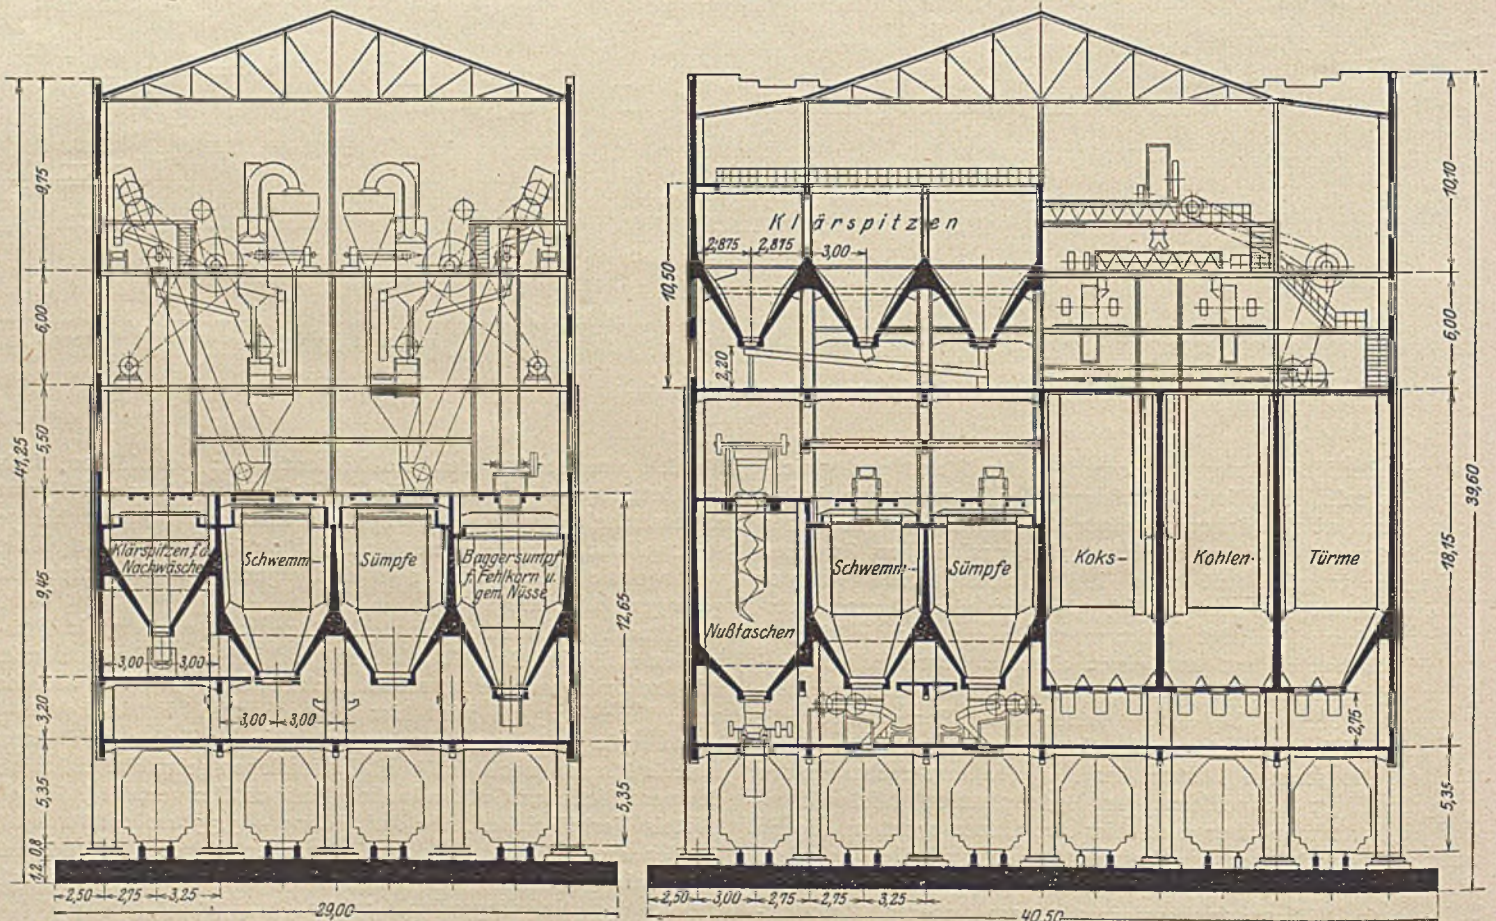 9,75
6,00
5,50
9,45
3,20
5,35
0,8
1,2
41,25
Klärspitzen f.d.
Nachwäsche
Schwemm-
Sümpfe
Baggersumpf
f. Fehlkorn u.
gem. Nüsse
3,00
3,00
3,00
3,00
12,65
5,35
2,50
2,75
3,25
29,00
Klärspitzen
2,875
2,875
3,00
10,50
2,20
Nußtaschen
Schwemm-
Sümpfe
Koks-
Kohlen-
Türme
2,75
10,10
6,00
18,15
5,35
39,60
2,50
3,00
2,75
2,75
3,25
40,50